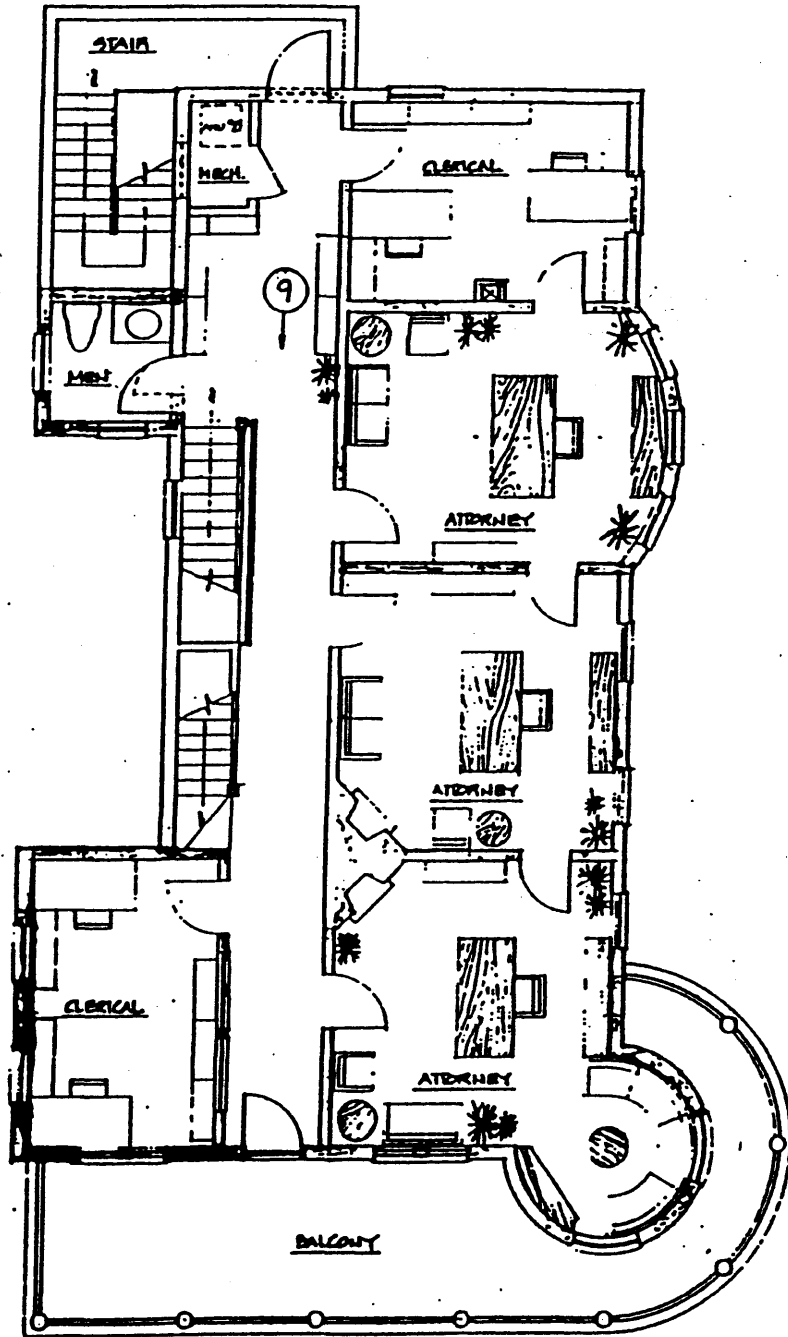 STAIR
MECH.
CLERICAL
9
MEN
ATTORNEY
ATTORNEY
CLERICAL
ATTORNEY
BALCONY